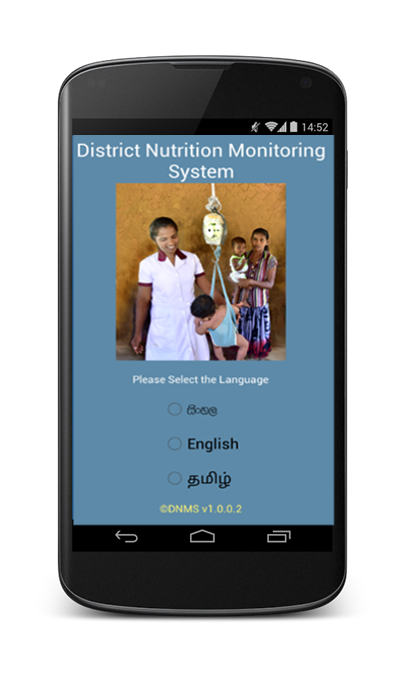 14:52
District Nutrition Monitoring
System
Please Select the Language
සිංහල
English
தமிழ்
©DNMS v1.0.0.2